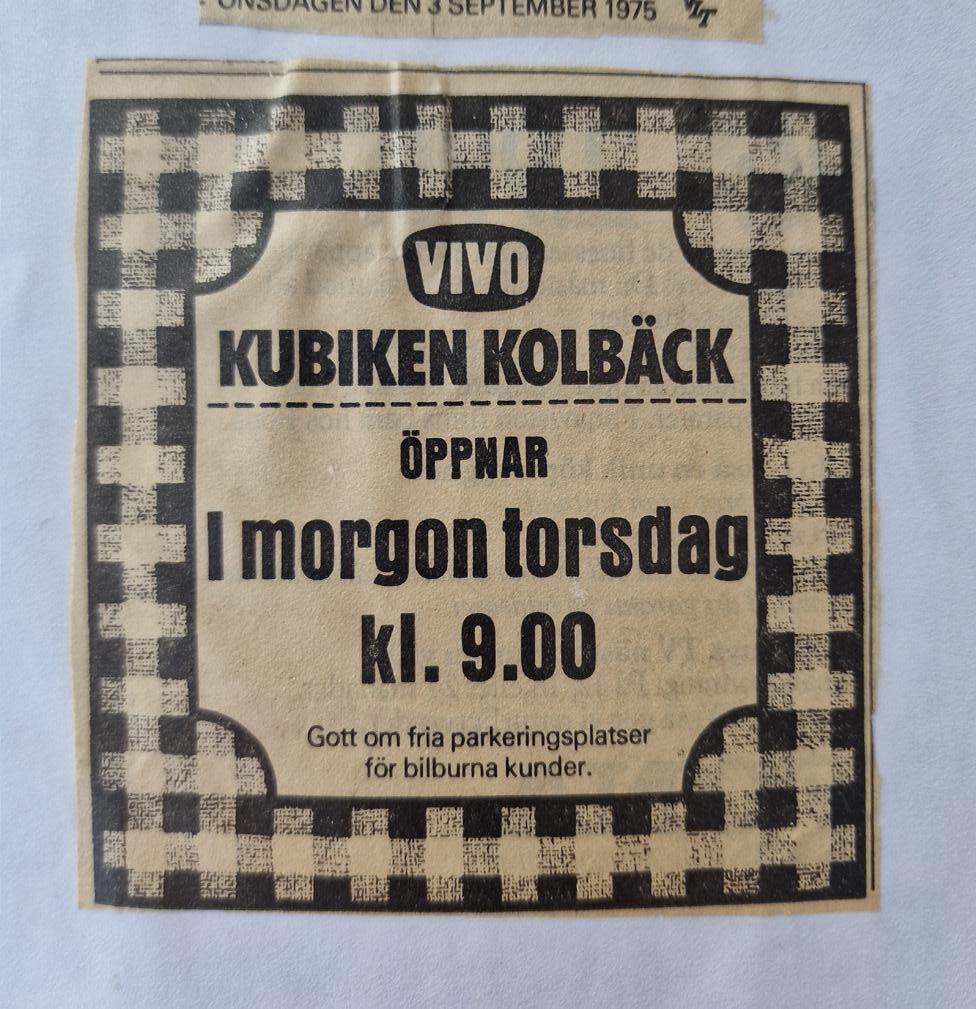 ONSDAGEN DEN 3 SEPTEMBER 1975 VLT
VIVO
KUBIKEN KOLBÄCK
ÖPPNAR
I morgon torsdag
kl. 9.00
Gott om fria parkeringsplatser
för bilburna kunder.